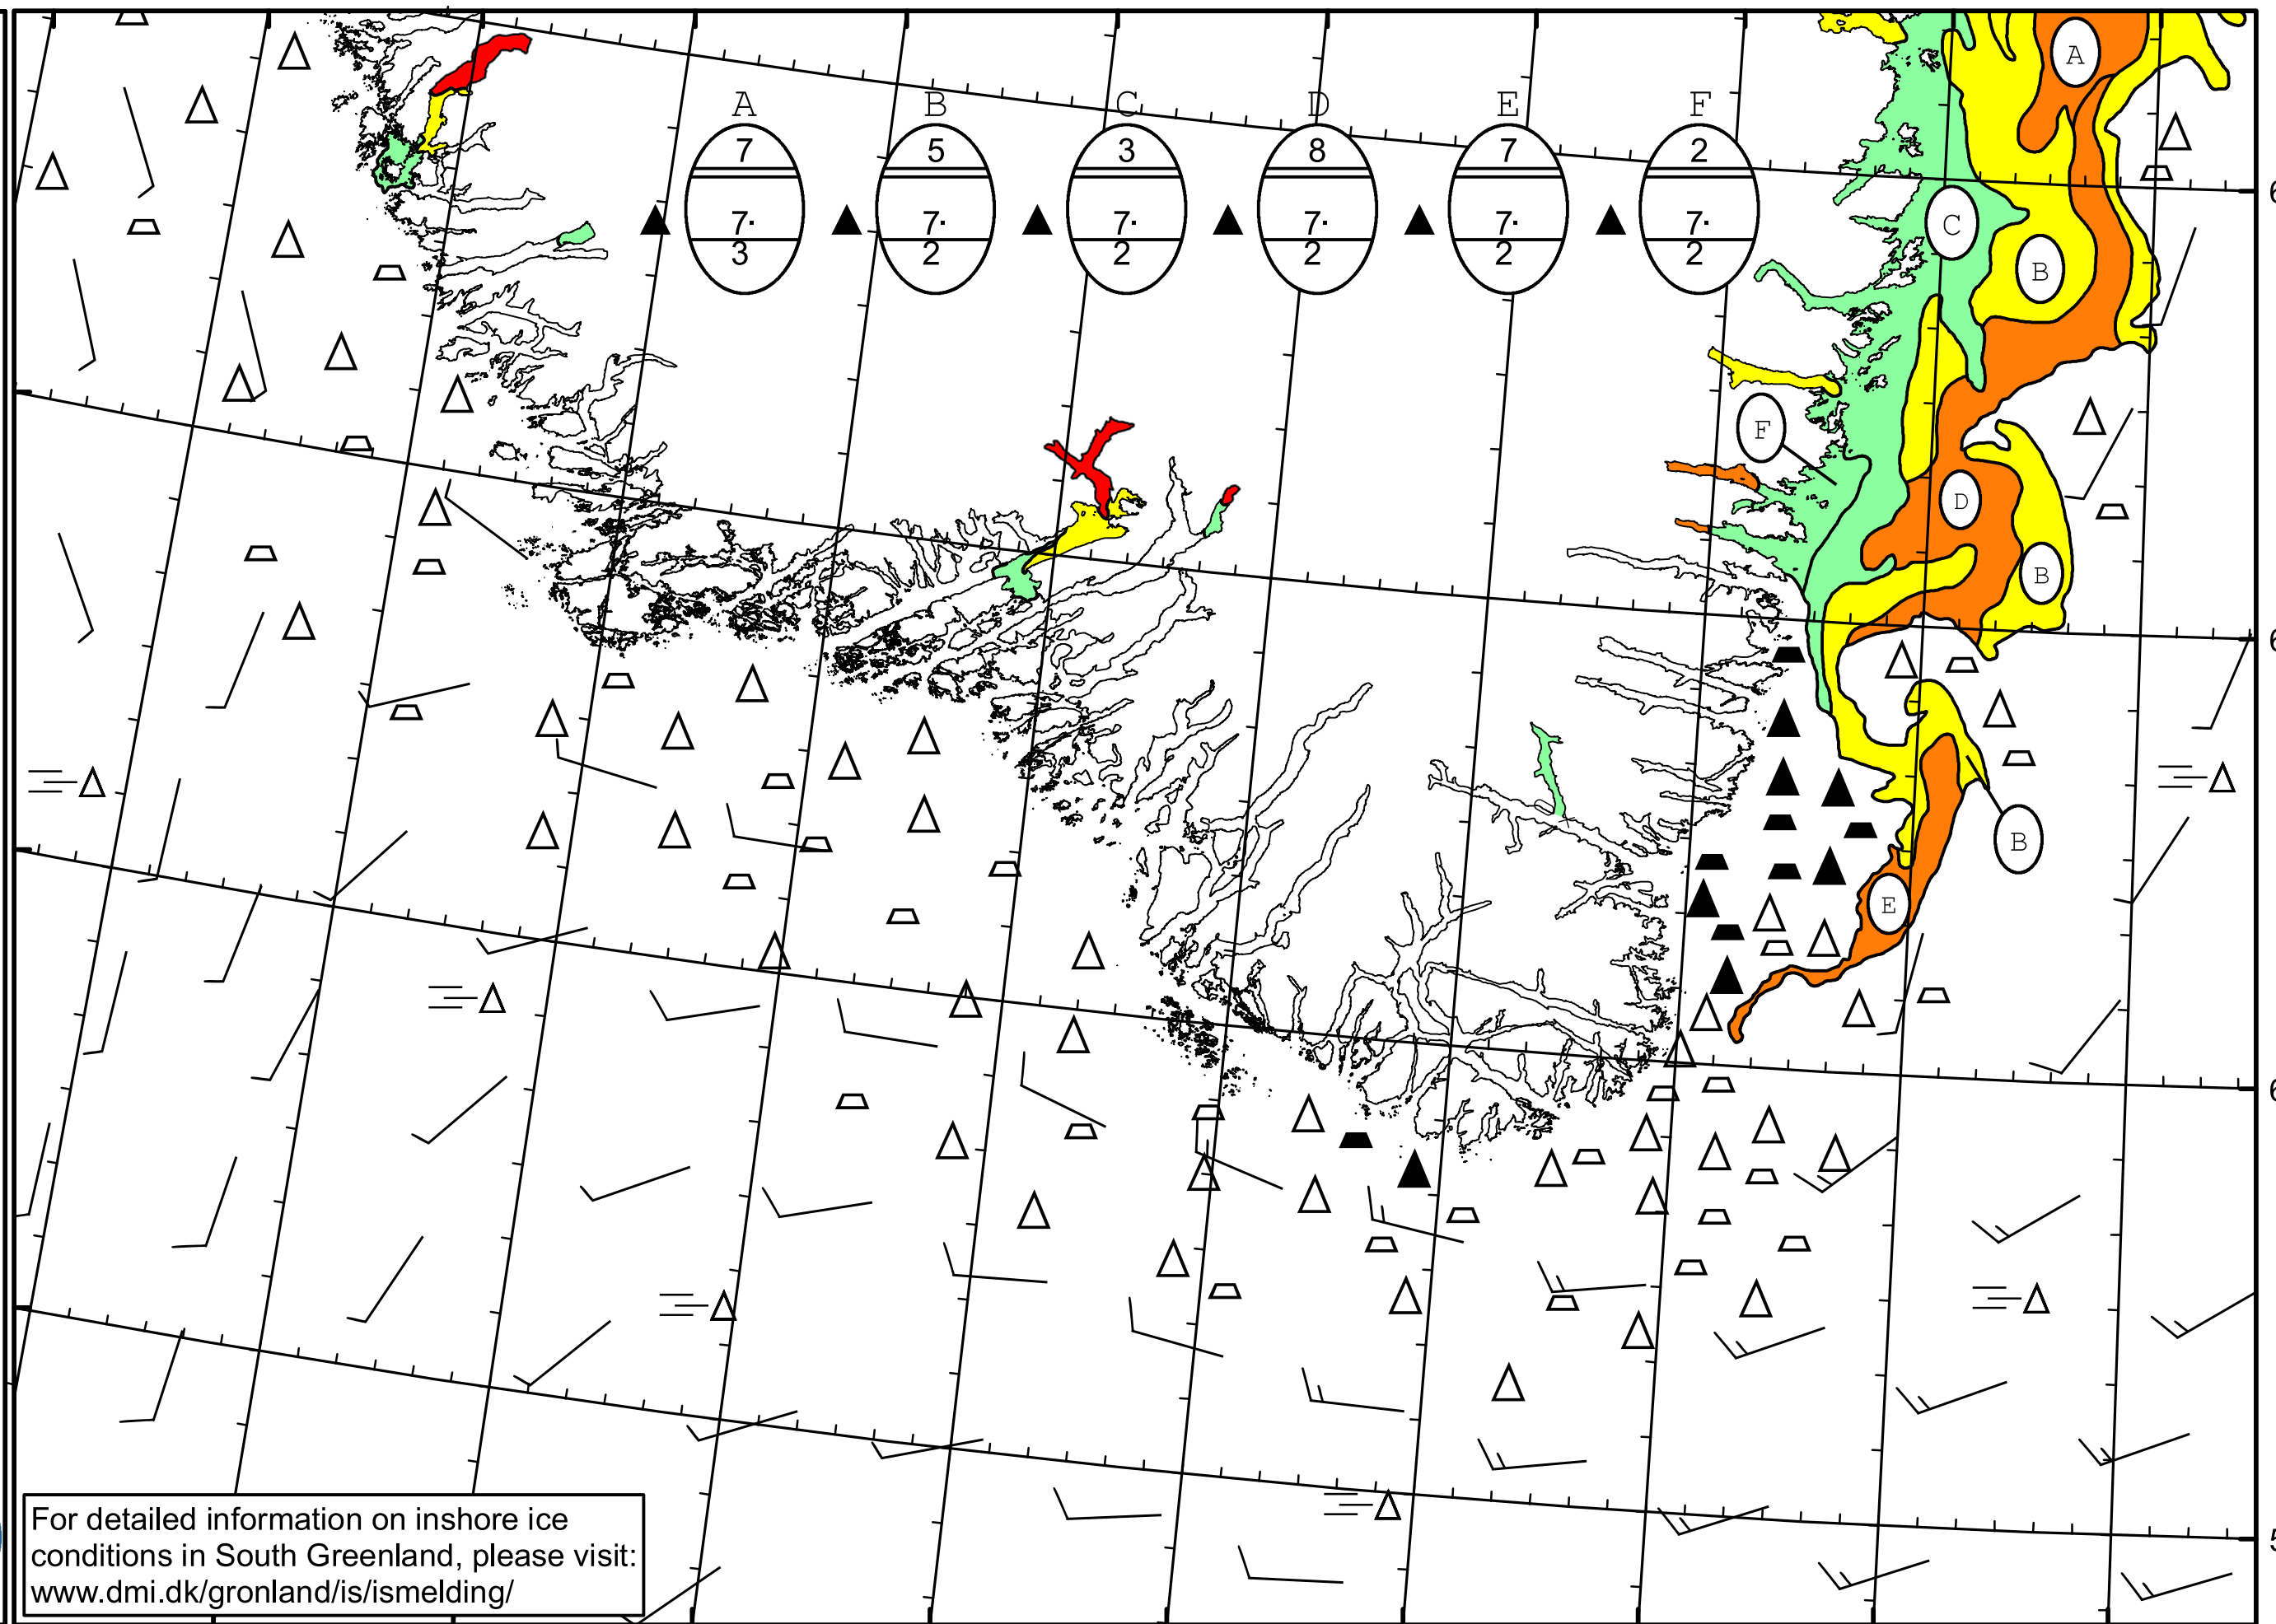 A B C D E F
7 5 3 8 7 2
7. 7. 7. 7. 7. 7.
3 2 2 2 2 2
A
C
B
F
D
B
B
E
For detailed information on inshore ice
conditions in South Greenland, please visit:
www.dmi.dk/gronland/is/ismelding/